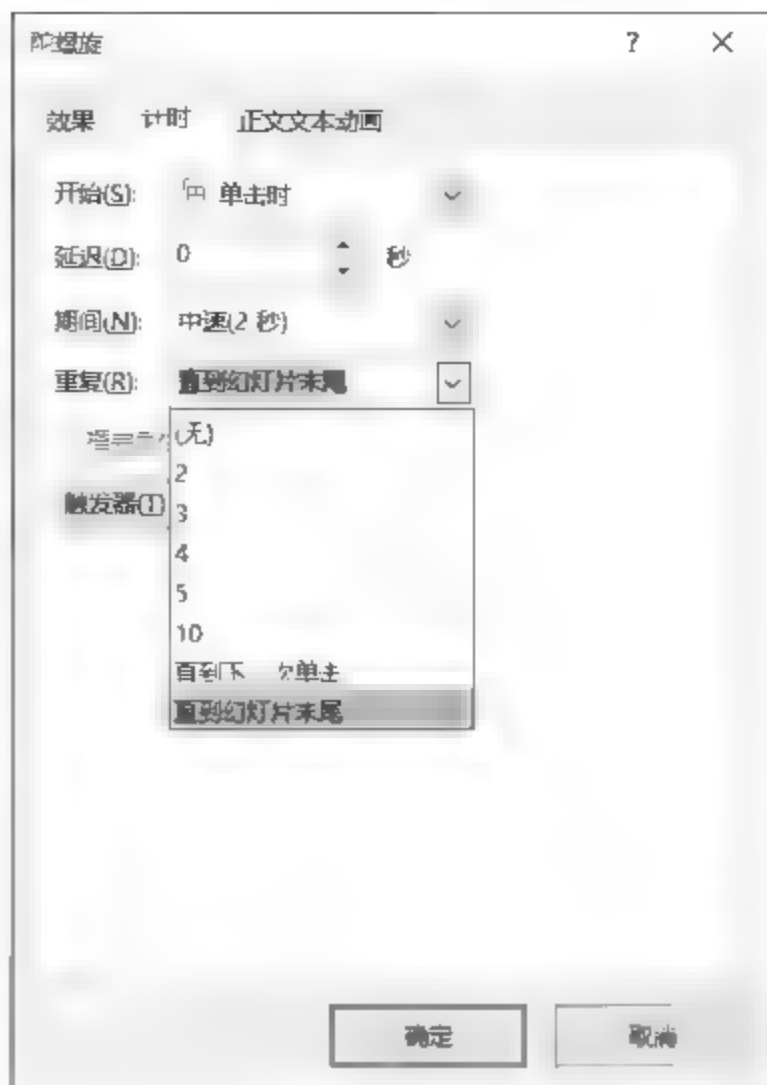 陀螺旋 ? ×
效果 计时 正文文本动画
开始(S): 单击时
延迟(D): 0 秒
期间(N): 中速(2 秒)
重复(R): 直到幻灯片末尾
(无)
2
触发器(T)
3
4
5
10
直到下一次单击
直到幻灯片末尾
确定 取消